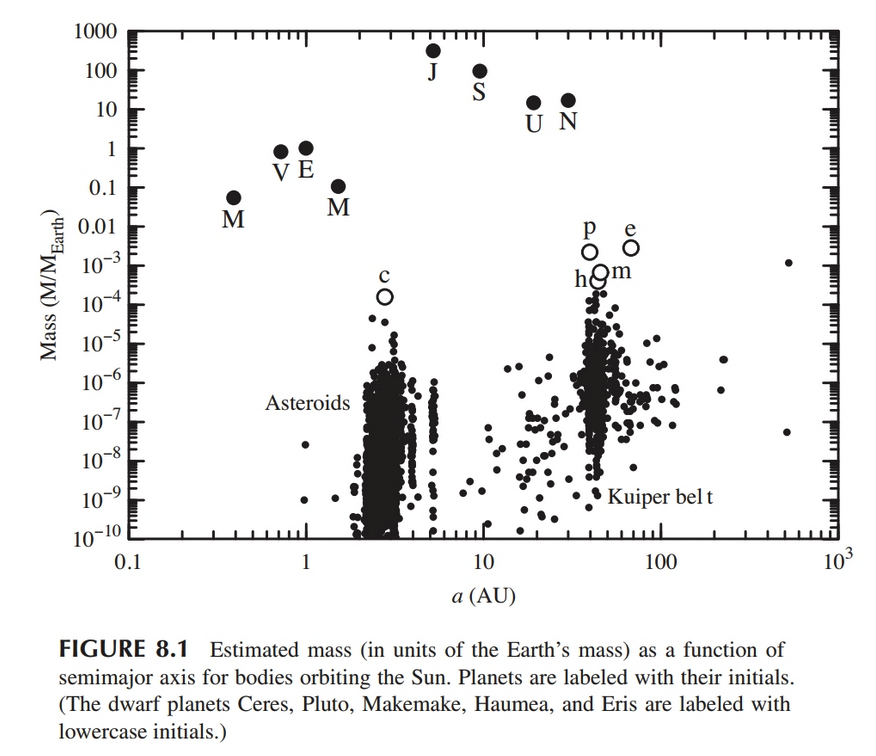 1000
100
10
1
0.1
0.01
10⁻³
10⁻⁴
10⁻⁵
10⁻⁶
10⁻⁷
10⁻⁸
10⁻⁹
10⁻¹⁰
Mass (M/M_Earth)
J
S
U N
V E
M
M
p e
h m
c
Asteroids
Kuiper belt
0.1 1 10 100 10³
a (AU)
FIGURE 8.1 Estimated mass (in units of the Earth's mass) as a function of
semimajor axis for bodies orbiting the Sun. Planets are labeled with their initials.
(The dwarf planets Ceres, Pluto, Makemake, Haumea, and Eris are labeled with
lowercase initials.)